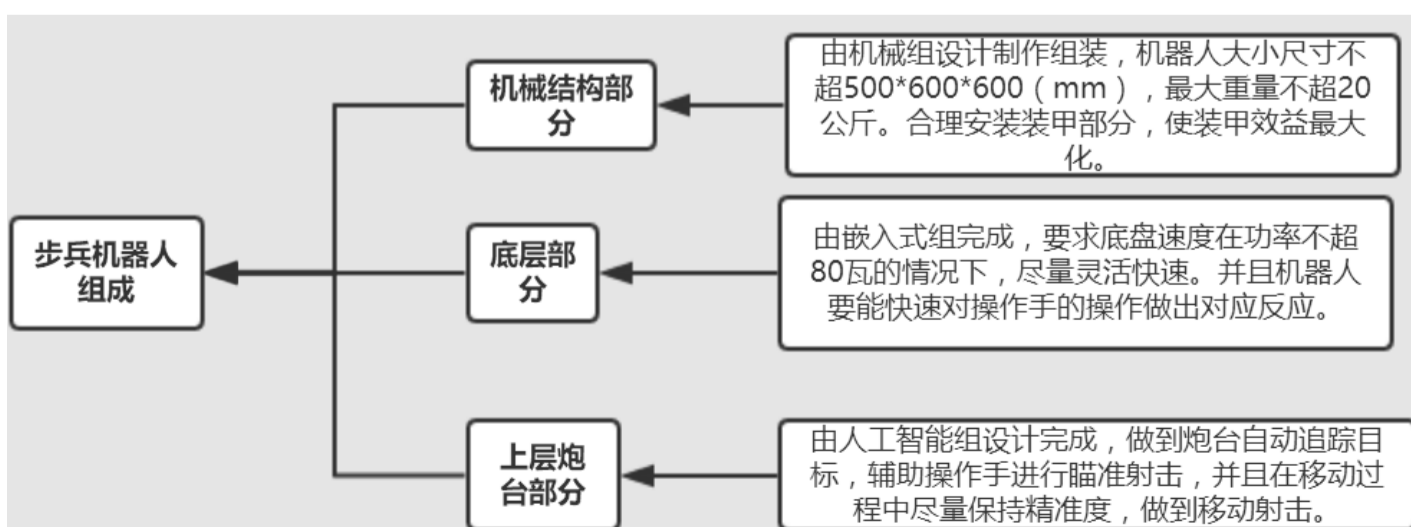 机械结构部
分
由机械组设计制作组装，机器人大小尺寸不
超500*600*600（mm），最大重量不超20
公斤。合理安装装甲部分，使装甲效益最大
化。
步兵机器人
组成
底层部
分
由嵌入式组完成，要求底盘速度在功率不超
80瓦的情况下，尽量灵活快速。并且机器人
要能快速对操作手的操作做出对应反应。
上层炮
台部分
由人工智能组设计完成，做到炮台自动追踪目
标，辅助操作手进行瞄准射击，并且在移动过
程中尽量保持精准度，做到移动射击。